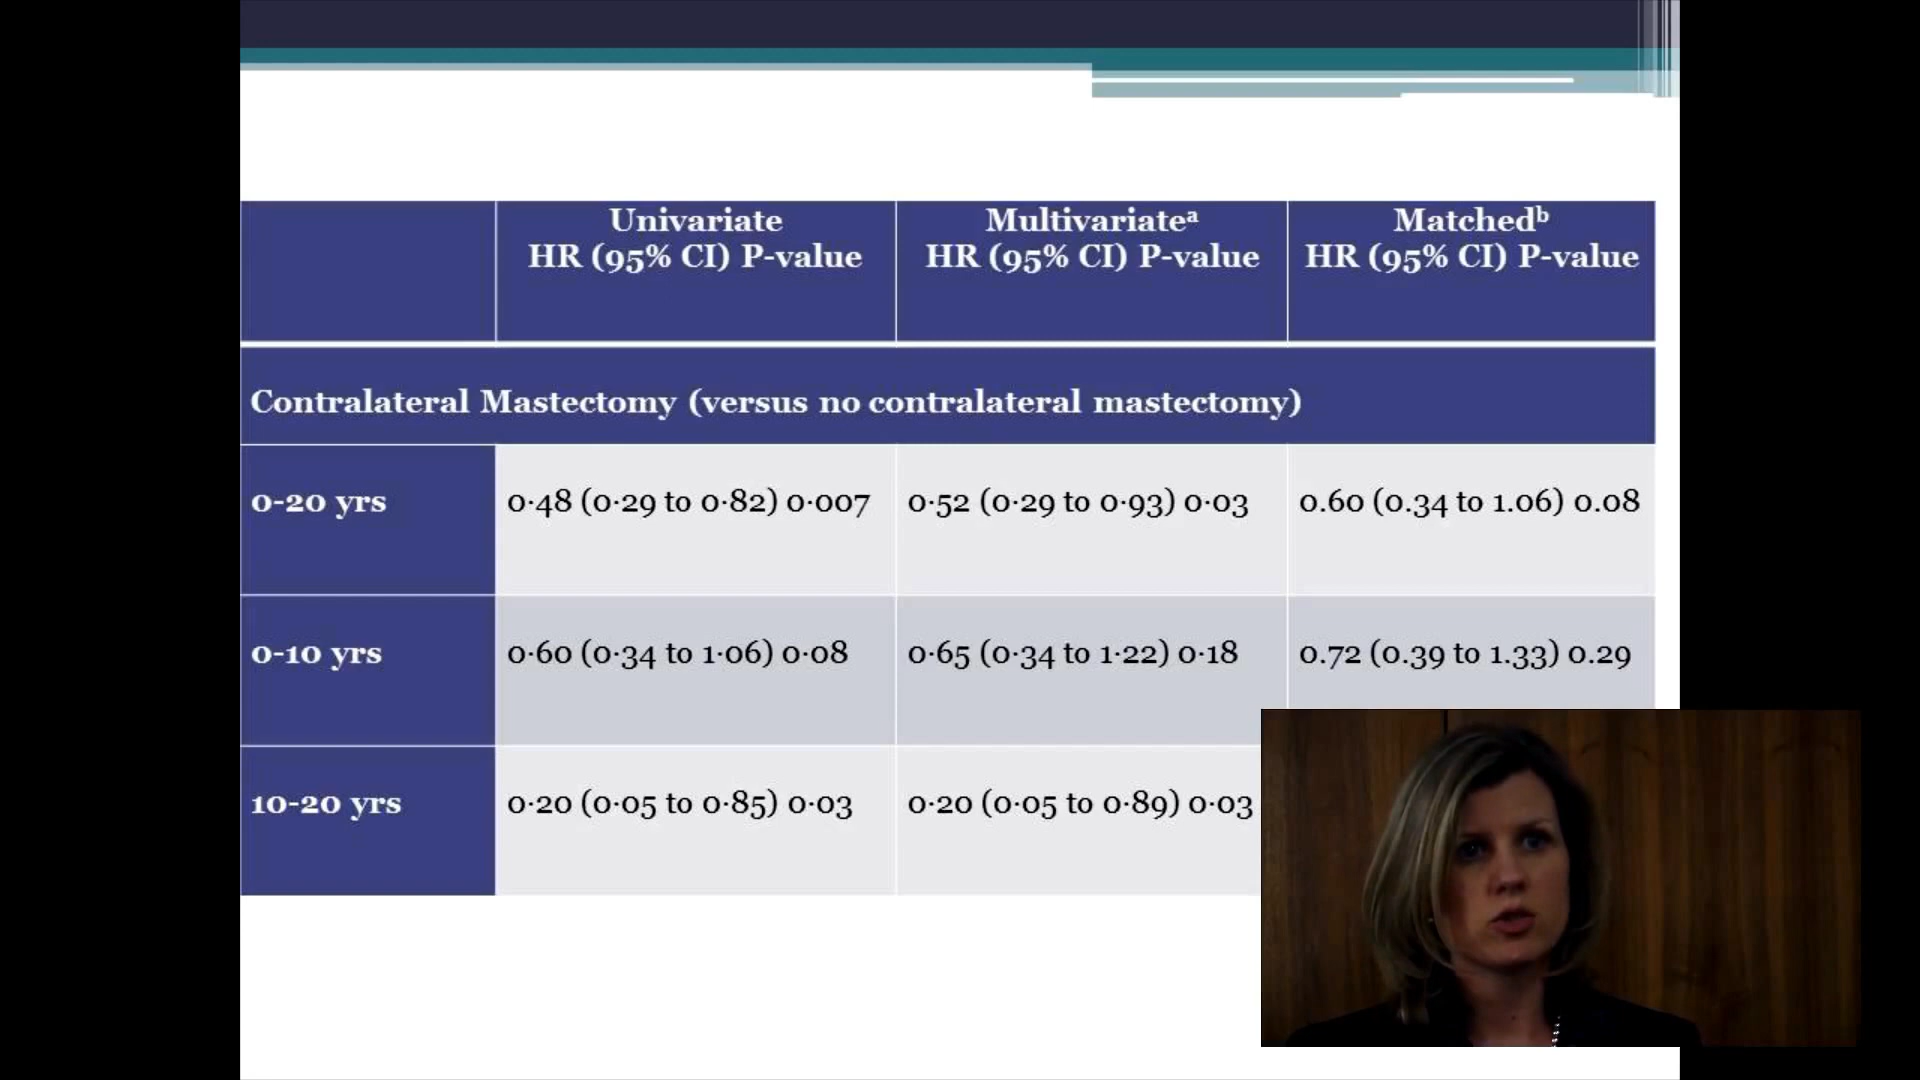 Univariate
HR (95% CI) P-value
Multivariateᵃ
HR (95% CI) P-value
Matchedᵇ
HR (95% CI) P-value
Contralateral Mastectomy (versus no contralateral mastectomy)
0-20 yrs
0·48 (0·29 to 0·82) 0·007
0·52 (0·29 to 0·93) 0·03
0.60 (0.34 to 1.06) 0.08
0-10 yrs
0·60 (0·34 to 1·06) 0·08
0·65 (0·34 to 1·22) 0·18
0.72 (0.39 to 1.33) 0.29
10-20 yrs
0·20 (0·05 to 0·85) 0·03
0·20 (0·05 to 0·89) 0·03